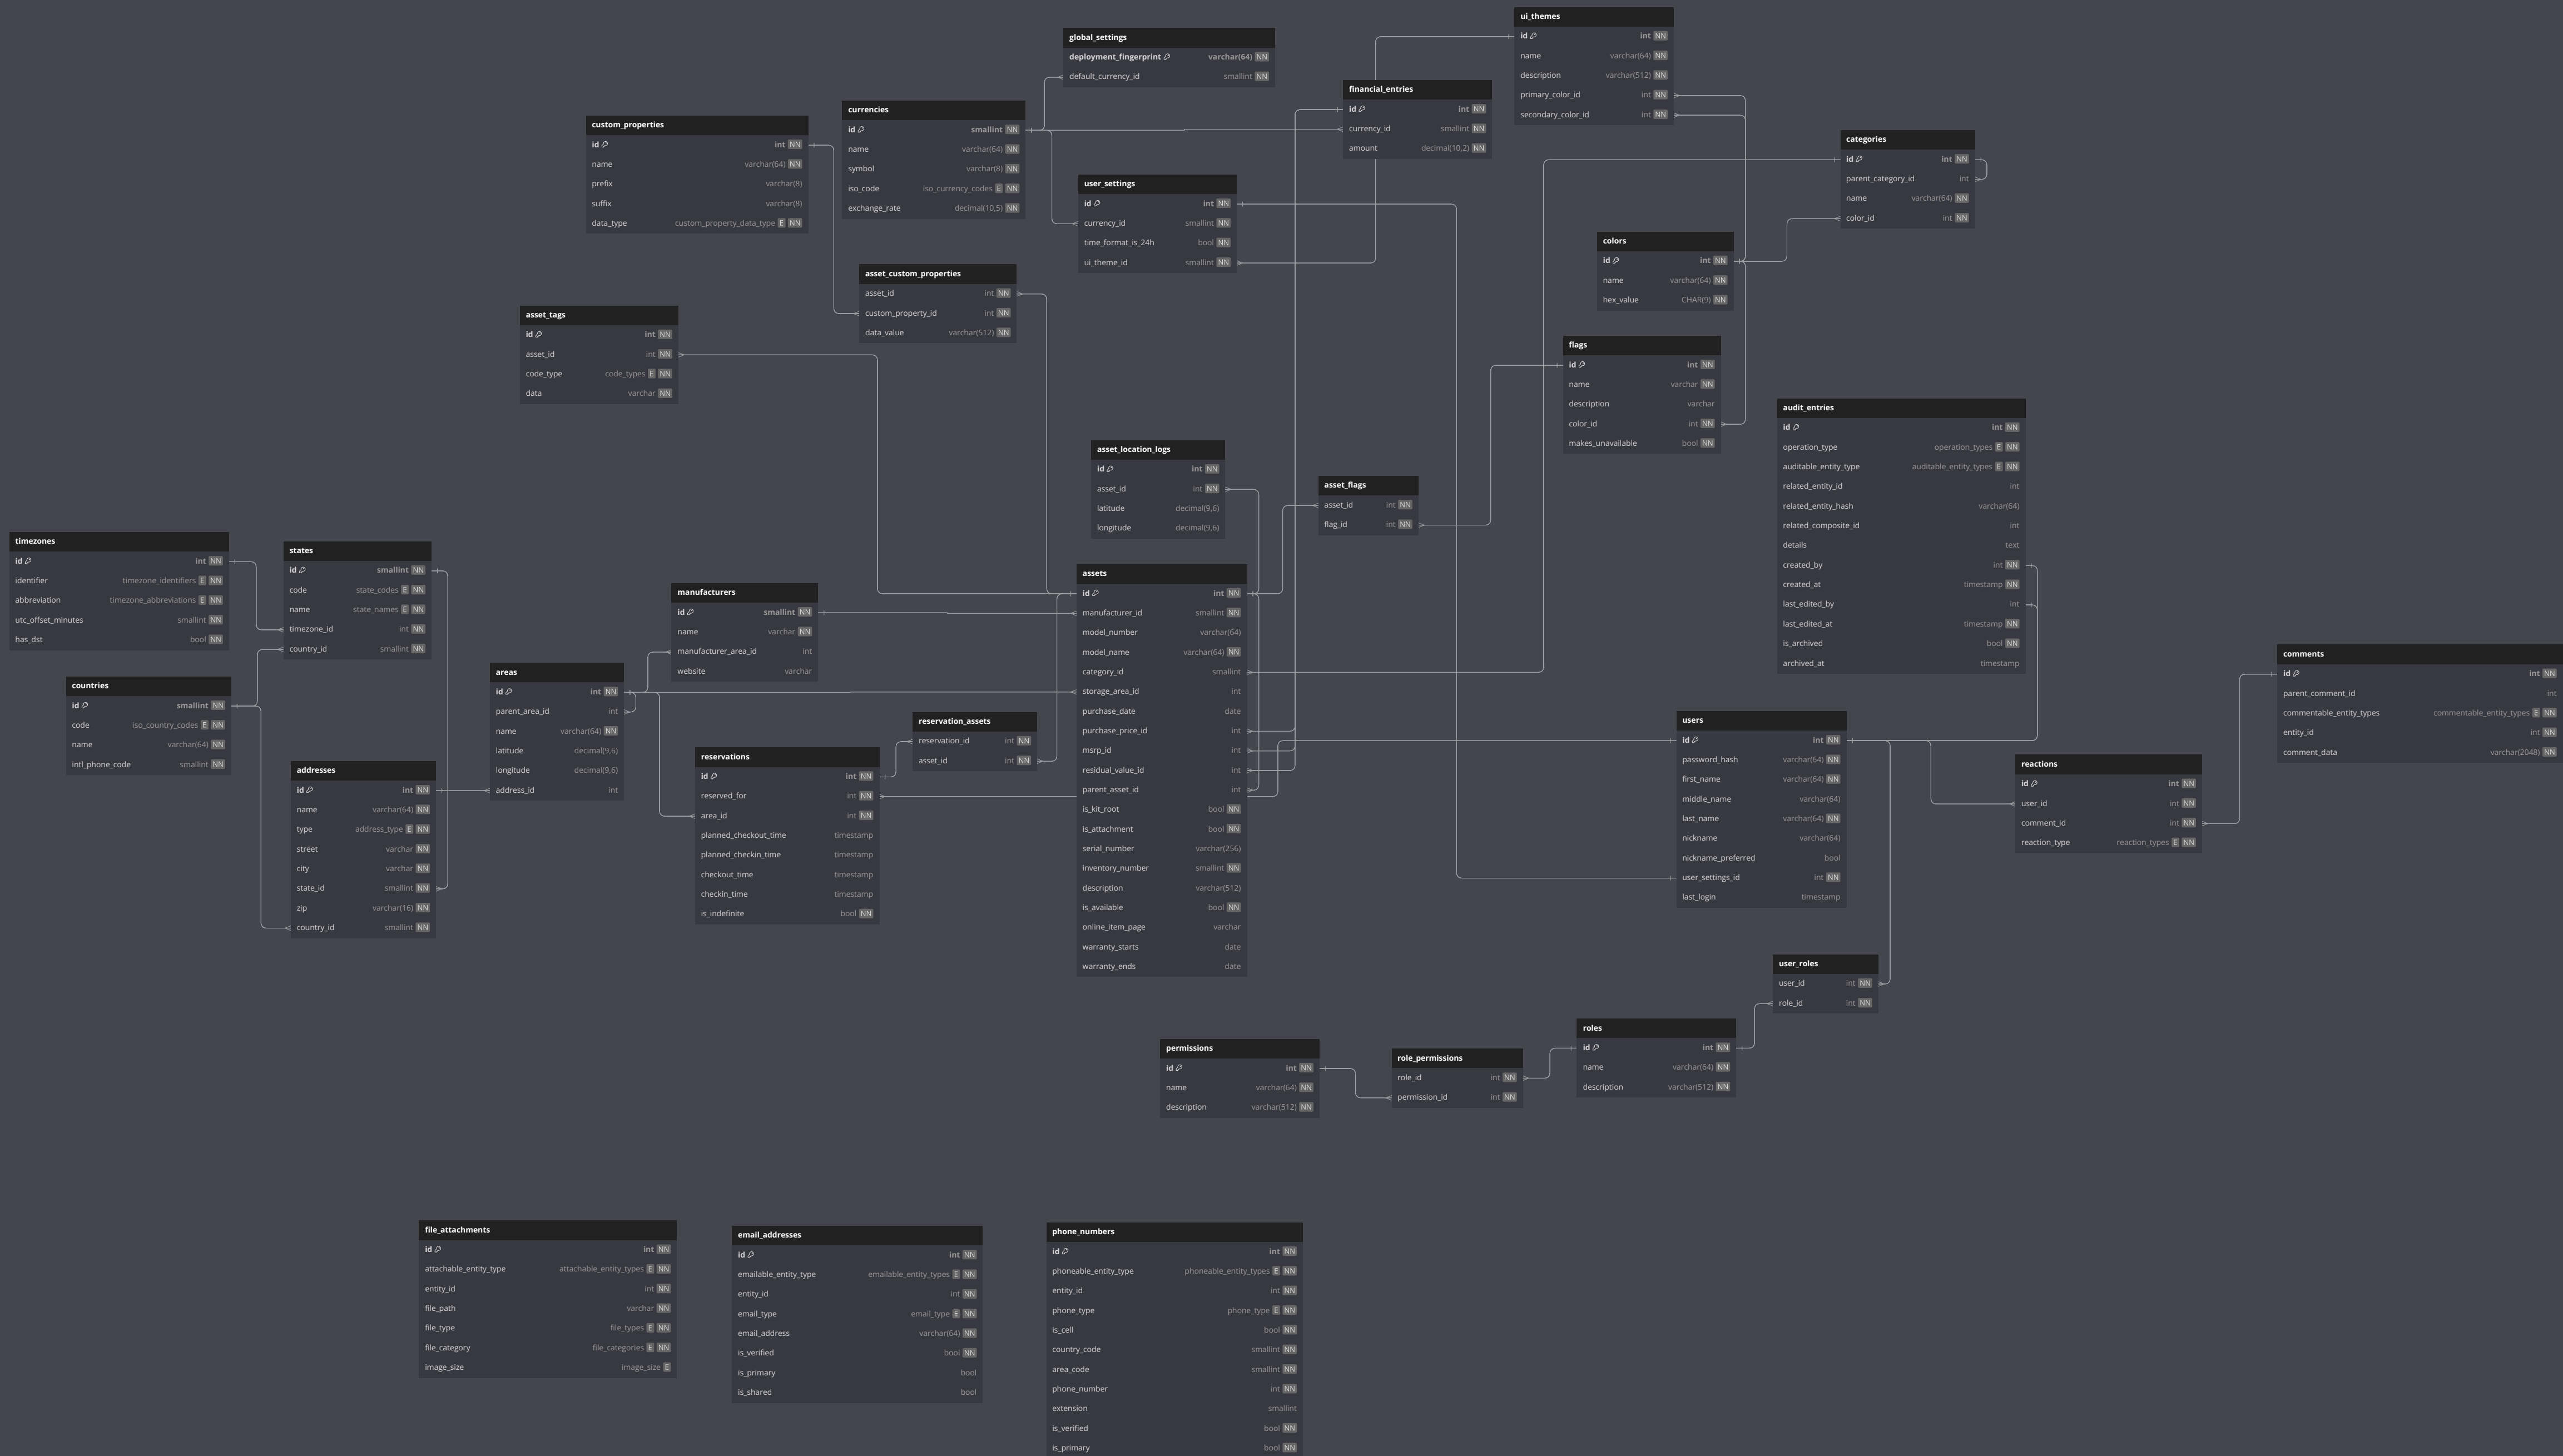 ui_themes
id int NN
name varchar(64) NN
description varchar(512) NN
primary_color_id int NN
secondary_color_id int NN
global_settings
deployment_fingerprint varchar(64) NN
default_currency_id smallint NN
financial_entries
id int NN
currency_id smallint NN
amount decimal(10,2) NN
currencies
id smallint NN
name varchar(64) NN
symbol varchar(8) NN
iso_code iso_currency_codes E NN
exchange_rate decimal(10,5) NN
custom_properties
id int NN
name varchar(64) NN
prefix varchar(8)
suffix varchar(8)
data_type custom_property_data_type E NN
categories
id int NN
parent_category_id int
name varchar(64) NN
color_id int NN
user_settings
id int NN
currency_id smallint NN
time_format_is_24h bool NN
ui_theme_id smallint NN
colors
id int NN
name varchar(64) NN
hex_value CHAR(9) NN
asset_custom_properties
asset_id int NN
custom_property_id int NN
data_value varchar(512) NN
asset_tags
id int NN
asset_id int NN
code_type code_types E NN
data varchar NN
flags
id int NN
name varchar NN
description varchar
color_id int NN
makes_unavailable bool NN
audit_entries
id int NN
operation_type operation_types E NN
auditable_entity_type auditable_entity_types E NN
related_entity_id int
related_entity_hash varchar(64)
related_composite_id int
details text
created_by int NN
created_at timestamp NN
last_edited_by int
last_edited_at timestamp NN
is_archived bool NN
archived_at timestamp
asset_location_logs
id int NN
asset_id int NN
latitude decimal(9,6)
longitude decimal(9,6)
asset_flags
asset_id int NN
flag_id int NN
timezones
id int NN
identifier timezone_identifiers E NN
abbreviation timezone_abbreviations E NN
utc_offset_minutes smallint NN
has_dst bool NN
states
id smallint NN
code state_codes E NN
name state_names E NN
timezone_id int NN
country_id smallint NN
assets
id int NN
manufacturer_id smallint NN
model_number varchar(64)
model_name varchar(64) NN
category_id smallint
storage_area_id int
purchase_date date
purchase_price_id int
msrp_id int
residual_value_id int
parent_asset_id int
is_kit_root bool NN
is_attachment bool NN
serial_number varchar(256)
inventory_number smallint NN
description varchar(512)
is_available bool NN
online_item_page varchar
warranty_starts date
warranty_ends date
manufacturers
id smallint NN
name varchar NN
manufacturer_area_id int
website varchar
comments
id int NN
parent_comment_id int
commentable_entity_types commentable_entity_types E NN
entity_id int NN
comment_data varchar(2048) NN
areas
id int NN
parent_area_id int
name varchar(64) NN
latitude decimal(9,6)
longitude decimal(9,6)
address_id int
countries
id smallint NN
code iso_country_codes E NN
name varchar(64) NN
intl_phone_code smallint NN
reservation_assets
reservation_id int NN
asset_id int NN
users
id int NN
password_hash varchar(64) NN
first_name varchar(64) NN
middle_name varchar(64)
last_name varchar(64) NN
nickname varchar(64)
nickname_preferred bool
user_settings_id int NN
last_login timestamp
reservations
id int NN
reserved_for int NN
area_id int NN
planned_checkout_time timestamp
planned_checkin_time timestamp
checkout_time timestamp
checkin_time timestamp
is_indefinite bool NN
reactions
id int NN
user_id int NN
comment_id int NN
reaction_type reaction_types E NN
addresses
id int NN
name varchar(64) NN
type address_type E NN
street varchar NN
city varchar NN
state_id smallint NN
zip varchar(16) NN
country_id smallint NN
user_roles
user_id int NN
role_id int NN
roles
id int NN
name varchar(64) NN
description varchar(512) NN
permissions
id int NN
name varchar(64) NN
description varchar(512) NN
role_permissions
role_id int NN
permission_id int NN
file_attachments
id int NN
attachable_entity_type attachable_entity_types E NN
entity_id int NN
file_path varchar NN
file_type file_types E NN
file_category file_categories E NN
image_size image_size E
email_addresses
id int NN
emailable_entity_type emailable_entity_types E NN
entity_id int NN
email_type email_type E NN
email_address varchar(64) NN
is_verified bool NN
is_primary bool
is_shared bool
phone_numbers
id int NN
phoneable_entity_type phoneable_entity_types E NN
entity_id int NN
phone_type phone_type E NN
is_cell bool NN
country_code smallint NN
area_code smallint NN
phone_number int NN
extension smallint
is_verified bool NN
is_primary bool NN